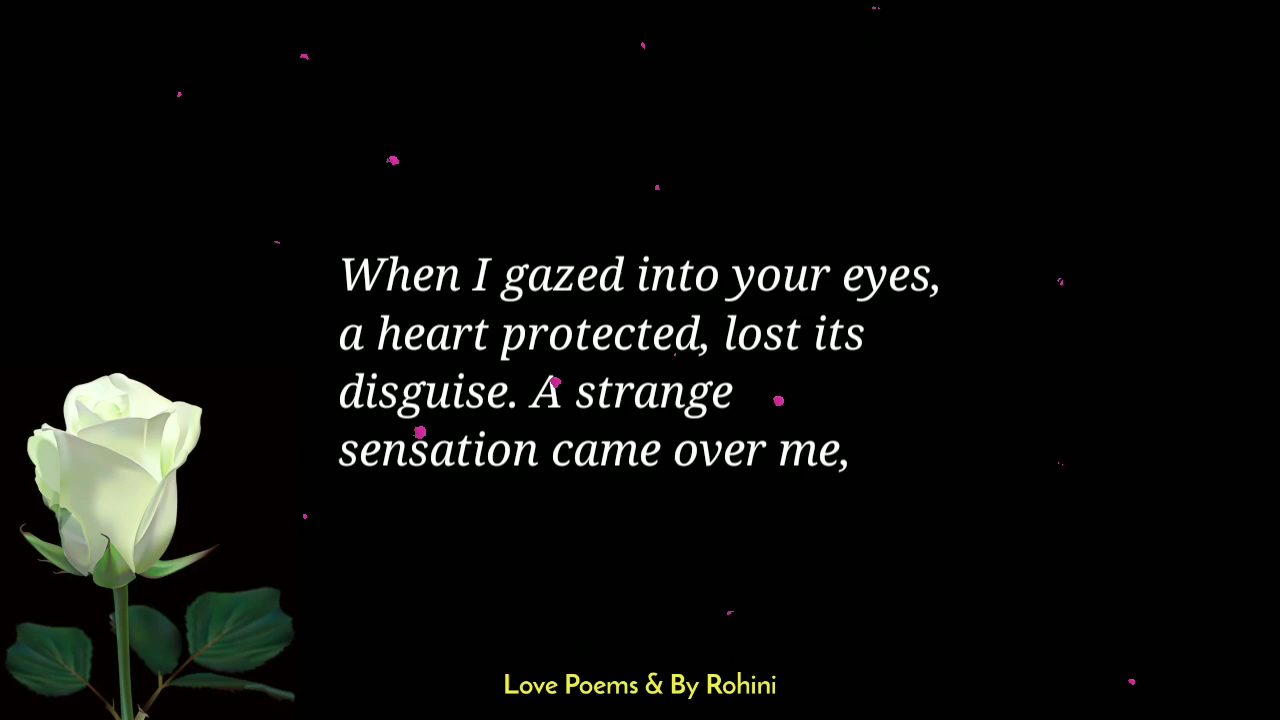 When I gazed into your eyes,
a heart protected, lost its
disguise. A strange
sensation came over me,
Love Poems & By Rohini